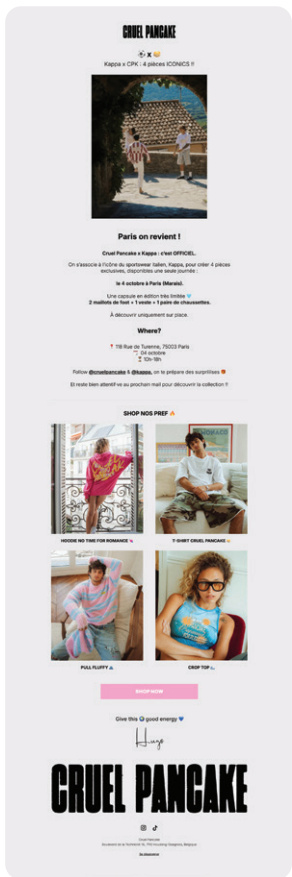 CRUEL PANCAKE
⚽ x 🥞
Kappa x CPK : 4 pièces ICONICS !!
Paris on revient !
Cruel Pancake x Kappa : c'est OFFICIEL.
On s'associe à l'icône du sportswear italien, Kappa, pour créer 4 pièces
exclusives, disponibles une seule journée :
le 4 octobre à Paris (Marais).
Une capsule en édition très limitée 🩵
2 maillots de foot + 1 veste + 1 paire de chaussettes.
À découvrir uniquement sur place.
Where?
📍 118 Rue de Turenne, 75003 Paris
🗓️ 04 octobre
⏳ 10h-18h
Follow @cruelpancake & @kappa, on te prépare des surprises 🎁
Et reste bien attentif·ve au prochain mail pour découvrir la collection !!
SHOP NOS PREF 🔥
HOODIE NO TIME FOR ROMANCE
T-SHIRT CRUEL PANCAKE
PULL FLUFFY
CROP TOP
SHOP NOW
Give this 🌍 good energy 💙
Hugo
CRUEL PANCAKE
Cruel Pancake